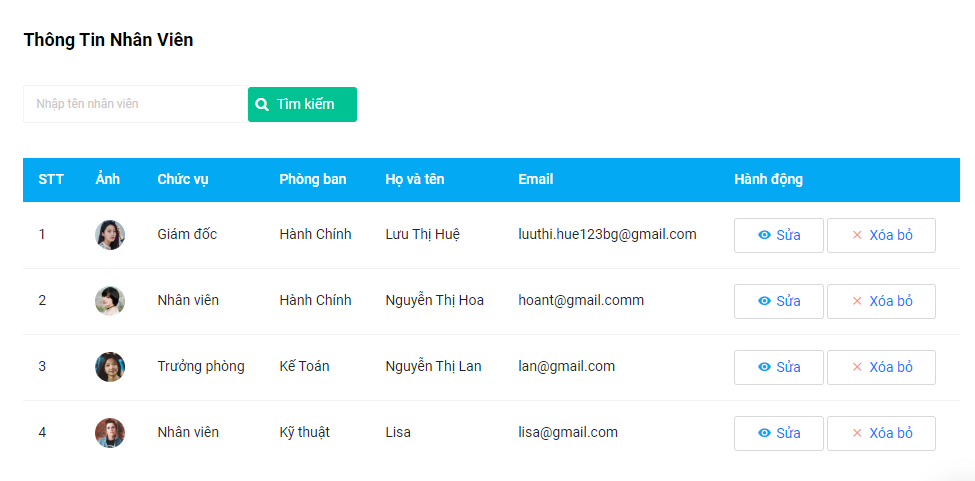 Thông Tin Nhân Viên
Nhập tên nhân viên Tìm kiếm
STT Ảnh Chức vụ Phòng ban Họ và tên Email Hành động
1 Giám đốc Hành Chính Lưu Thị Huệ luuthi.hue123bg@gmail.com Sửa Xóa bỏ
2 Nhân viên Hành Chính Nguyễn Thị Hoa hoant@gmail.comm Sửa Xóa bỏ
3 Trưởng phòng Kế Toán Nguyễn Thị Lan lan@gmail.com Sửa Xóa bỏ
4 Nhân viên Kỹ thuật Lisa lisa@gmail.com Sửa Xóa bỏ